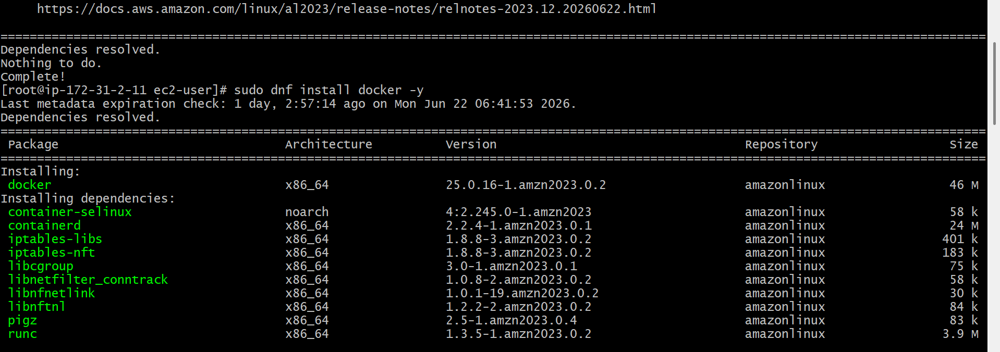 https://docs.aws.amazon.com/linux/al2023/release-notes/relnotes-2023.12.20260622.html
=======================================================================================================================================
Dependencies resolved.
Nothing to do.
Complete!
[root@ip-172-31-2-11 ec2-user]# sudo dnf install docker -y
Last metadata expiration check: 1 day, 2:57:14 ago on Mon Jun 22 06:41:53 2026.
Dependencies resolved.
=======================================================================================================================================
Package Architecture Version Repository Size
=======================================================================================================================================
Installing:
docker x86_64 25.0.16-1.amzn2023.0.2 amazonlinux 46 M
Installing dependencies:
container-selinux noarch 4:2.245.0-1.amzn2023 amazonlinux 58 k
containerd x86_64 2.2.4-1.amzn2023.0.1 amazonlinux 24 M
iptables-libs x86_64 1.8.8-3.amzn2023.0.2 amazonlinux 401 k
iptables-nft x86_64 1.8.8-3.amzn2023.0.2 amazonlinux 183 k
libcgroup x86_64 3.0-1.amzn2023.0.1 amazonlinux 75 k
libnetfilter_conntrack x86_64 1.0.8-2.amzn2023.0.2 amazonlinux 58 k
libnfnetlink x86_64 1.0.1-19.amzn2023.0.2 amazonlinux 30 k
libnftnl x86_64 1.2.2-2.amzn2023.0.2 amazonlinux 84 k
pigz x86_64 2.5-1.amzn2023.0.4 amazonlinux 83 k
runc x86_64 1.3.5-1.amzn2023.0.2 amazonlinux 3.9 M